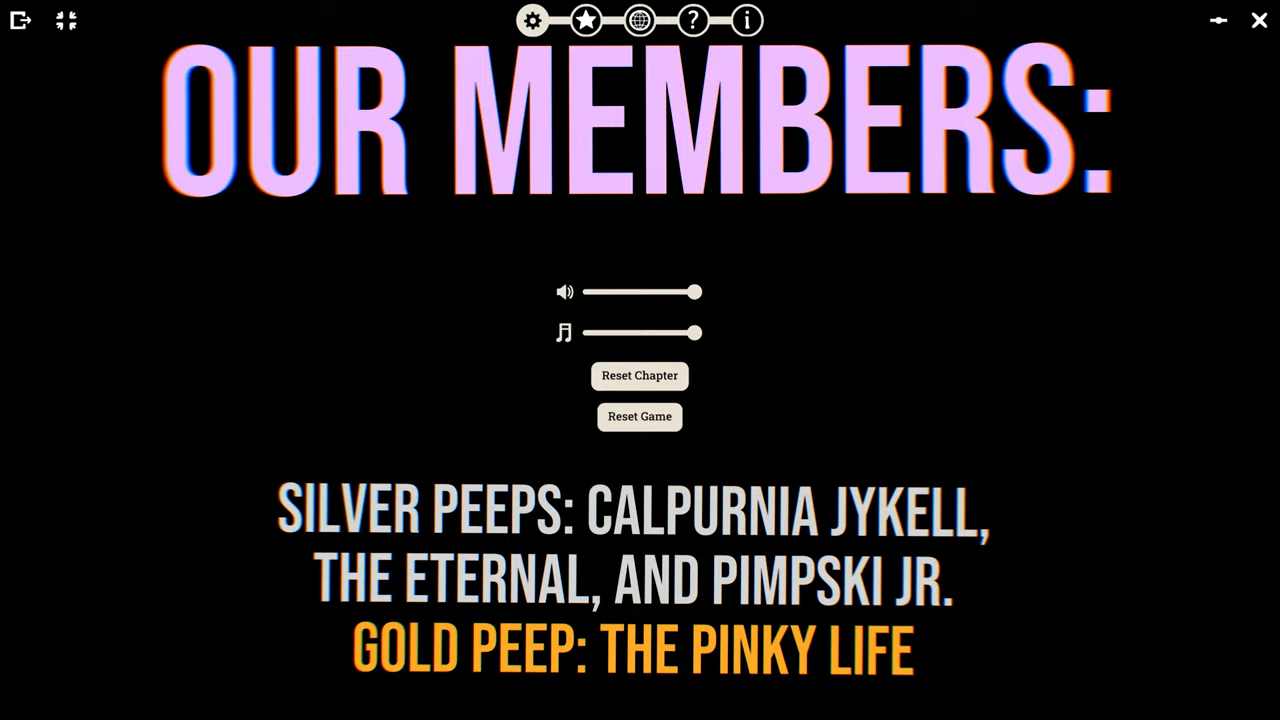 OUR MEMBERS:
Reset Chapter
Reset Game
SILVER PEEPS: CALPURNIA JYKELL,
THE ETERNAL, AND PIMPSKI JR.
GOLD PEEP: THE PINKY LIFE